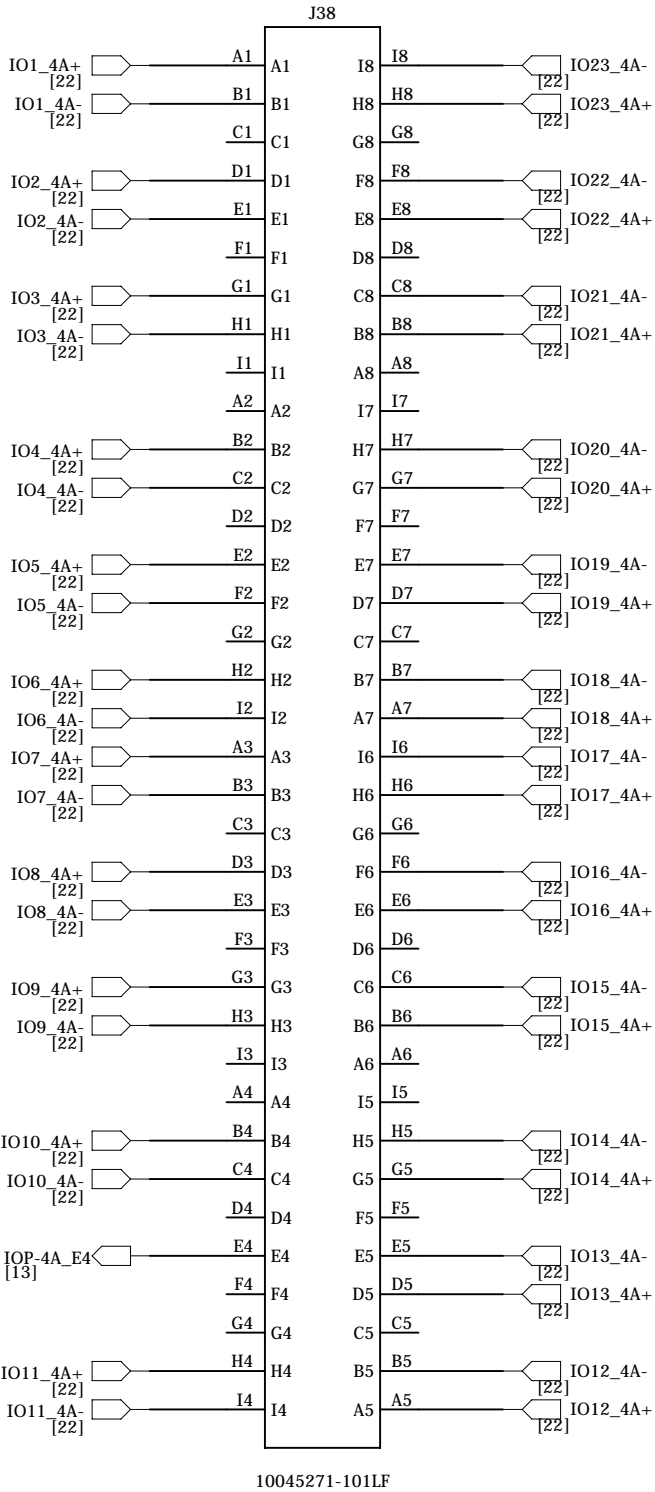 J38
IO1_4A+ [22] A1 A1 I8 I8 [22] IO23_4A-
IO1_4A- [22] B1 B1 H8 H8 [22] IO23_4A+
C1 C1 G8 G8
IO2_4A+ [22] D1 D1 F8 F8 [22] IO22_4A-
IO2_4A- [22] E1 E1 E8 E8 [22] IO22_4A+
F1 F1 D8 D8
IO3_4A+ [22] G1 G1 C8 C8 [22] IO21_4A-
IO3_4A- [22] H1 H1 B8 B8 [22] IO21_4A+
I1 I1 A8 A8
A2 A2 I7 I7
IO4_4A+ [22] B2 B2 H7 H7 [22] IO20_4A-
IO4_4A- [22] C2 C2 G7 G7 [22] IO20_4A+
D2 D2 F7 F7
IO5_4A+ [22] E2 E2 E7 E7 [22] IO19_4A-
IO5_4A- [22] F2 F2 D7 D7 [22] IO19_4A+
G2 G2 C7 C7
IO6_4A+ [22] H2 H2 B7 B7 [22] IO18_4A-
IO6_4A- [22] I2 I2 A7 A7 [22] IO18_4A+
IO7_4A+ [22] A3 A3 I6 I6 [22] IO17_4A-
IO7_4A- [22] B3 B3 H6 H6 [22] IO17_4A+
C3 C3 G6 G6
IO8_4A+ [22] D3 D3 F6 F6 [22] IO16_4A-
IO8_4A- [22] E3 E3 E6 E6 [22] IO16_4A+
F3 F3 D6 D6
IO9_4A+ [22] G3 G3 C6 C6 [22] IO15_4A-
IO9_4A- [22] H3 H3 B6 B6 [22] IO15_4A+
I3 I3 A6 A6
A4 A4 I5 I5
IO10_4A+ [22] B4 B4 H5 H5 [22] IO14_4A-
IO10_4A- [22] C4 C4 G5 G5 [22] IO14_4A+
D4 D4 F5 F5
IOP-4A_E4 [13] E4 E4 E5 E5 [22] IO13_4A-
F4 F4 D5 D5 [22] IO13_4A+
G4 G4 C5 C5
IO11_4A+ [22] H4 H4 B5 B5 [22] IO12_4A-
IO11_4A- [22] I4 I4 A5 A5 [22] IO12_4A+
10045271-101LF